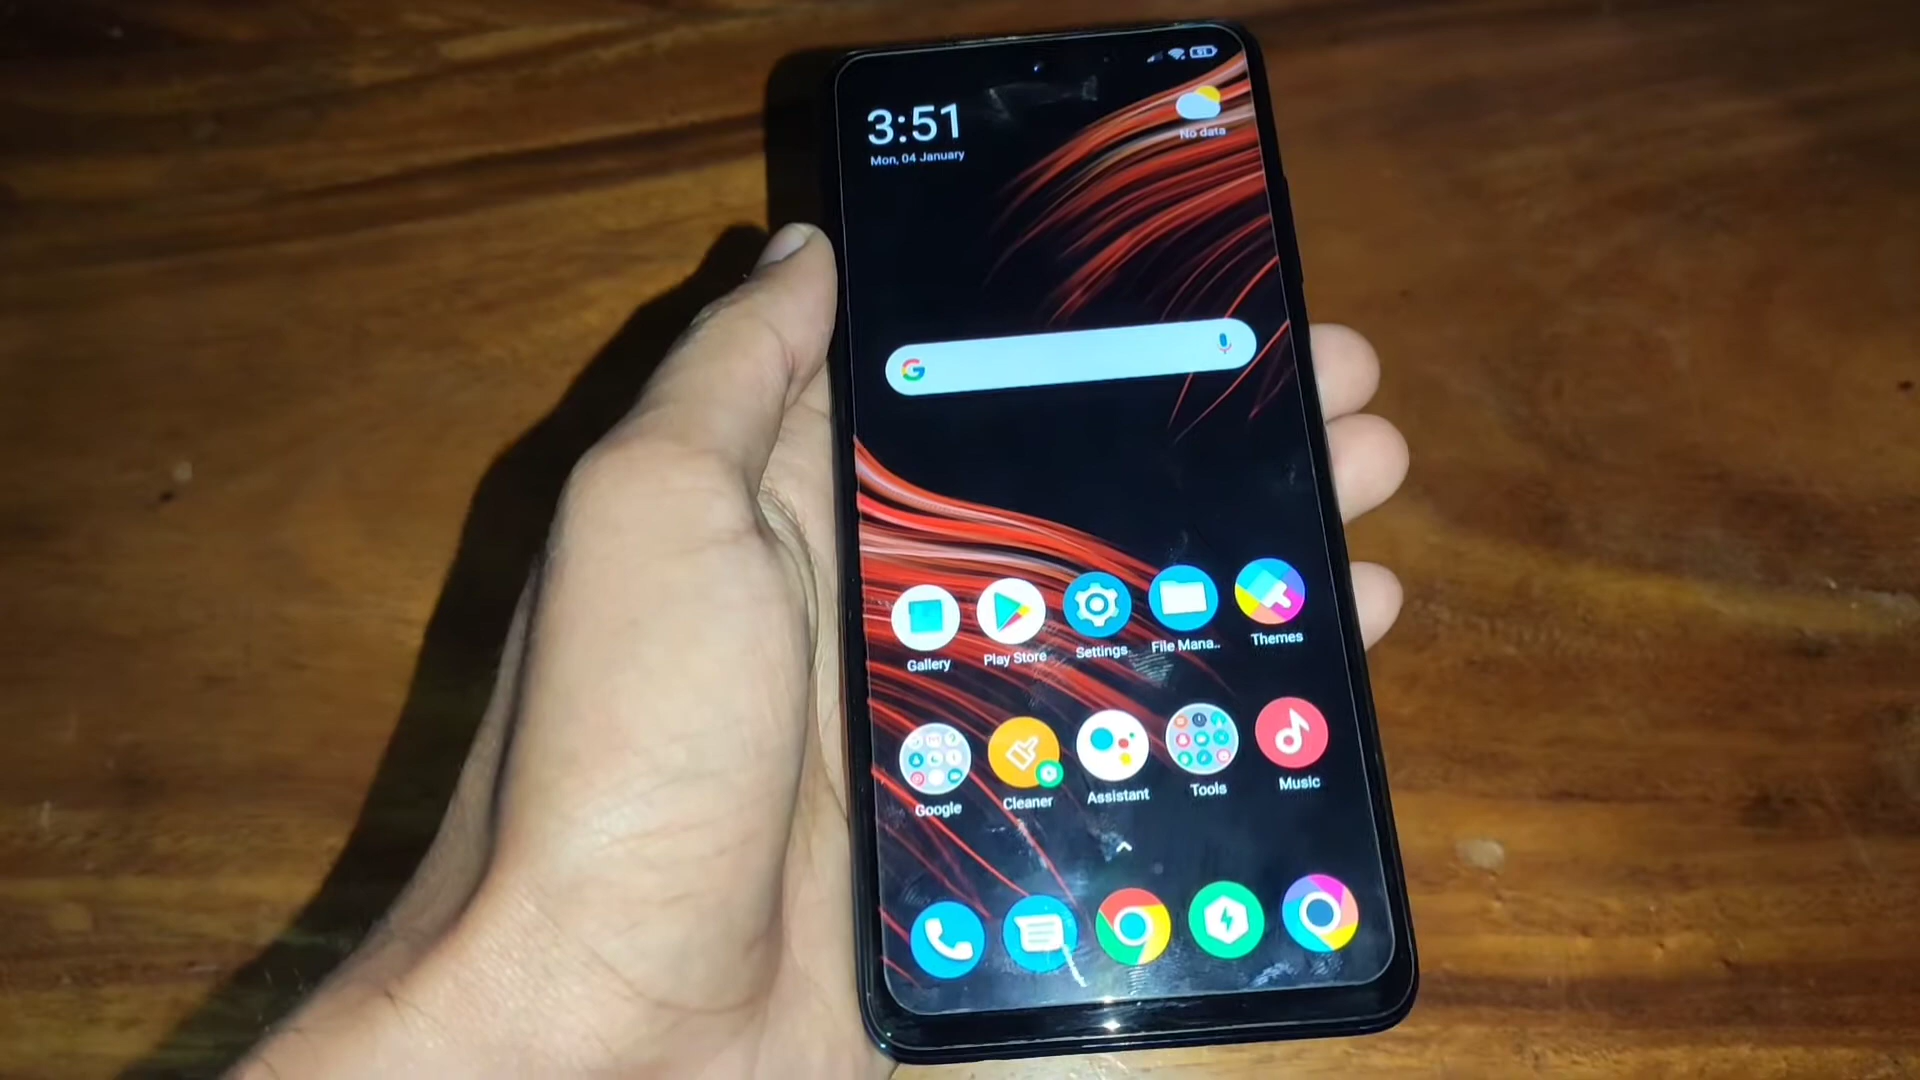 3:51
Mon, 04 January
No data
Gallery
Play Store
Settings
File Mana..
Themes
Google
Cleaner
Assistant
Tools
Music